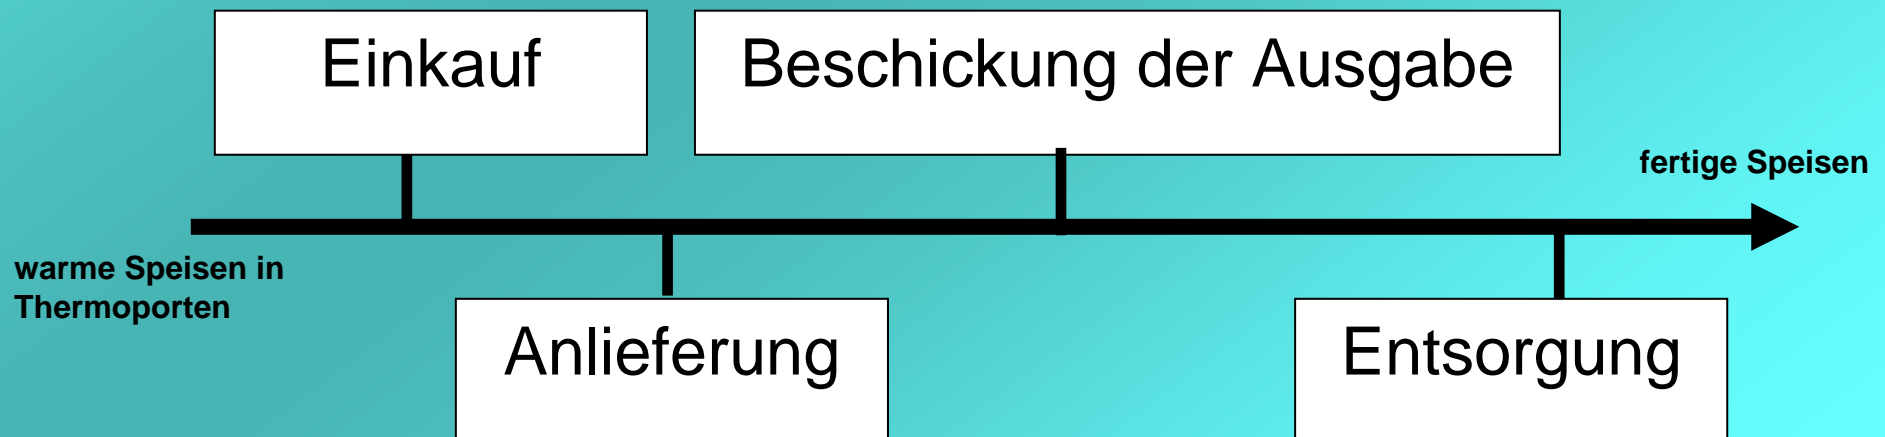 Einkauf
Beschickung der Ausgabe
fertige Speisen
warme Speisen in
Thermoporten
Anlieferung
Entsorgung